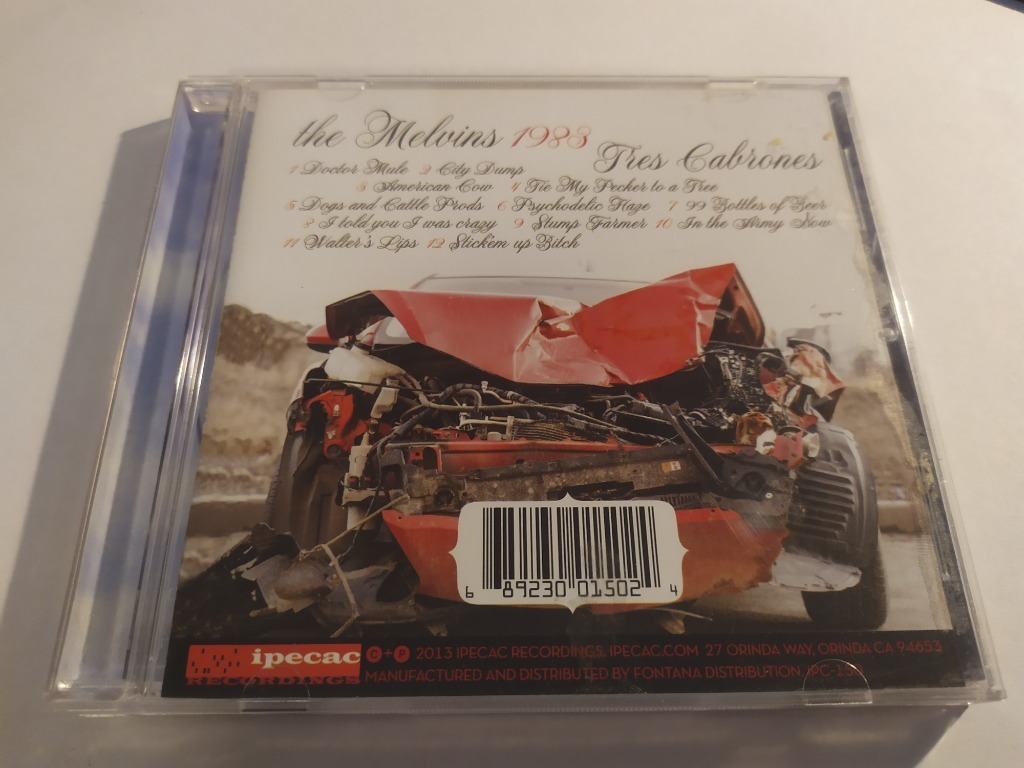 the Melvins 1983
Tres Cabrones
1 Doctor Mule 2 City Dump
3 American Cow 4 Tie My Pecker to a Tree
5 Dogs and Cattle Prods 6 Psychodelic Haze 7 99 Bottles of Beer
8 I told you I was crazy 9 Stump Farmer 10 In the Army Now
11 Walter's Lips 12 Stick'em up Bitch
6 89230 01502 4
ipecac
RECORDINGS
© + ℗ 2013 IPECAC RECORDINGS, IPECAC.COM 27 ORINDA WAY, ORINDA CA 94653
MANUFACTURED AND DISTRIBUTED BY FONTANA DISTRIBUTION.